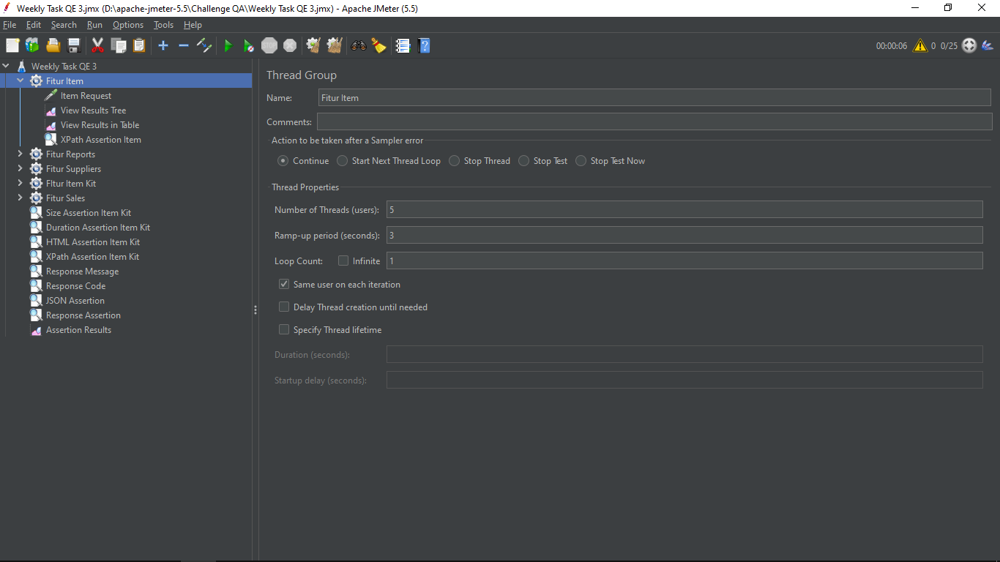 Weekly Task QE 3.jmx (D:\apache-jmeter-5.5\Challenge QA\Weekly Task QE 3.jmx) - Apache JMeter (5.5)
File Edit Search Run Options Tools Help
STOP 00:00:06 0 0/25
Weekly Task QE 3
Fitur Item
Item Request
View Results Tree
View Results in Table
XPath Assertion Item
Fitur Reports
Fitur Suppliers
FItur Item Kit
Fitur Sales
Size Assertion Item Kit
Duration Assertion Item Kit
HTML Assertion Item Kit
XPath Assertion Item Kit
Response Message
Response Code
JSON Assertion
Response Assertion
Assertion Results
Thread Group
Name: Fitur Item
Comments:
Action to be taken after a Sampler error
Continue Start Next Thread Loop Stop Thread Stop Test Stop Test Now
Thread Properties
Number of Threads (users): 5
Ramp-up period (seconds): 3
Loop Count: Infinite 1
Same user on each iteration
Delay Thread creation until needed
Specify Thread lifetime
Duration (seconds):
Startup delay (seconds):